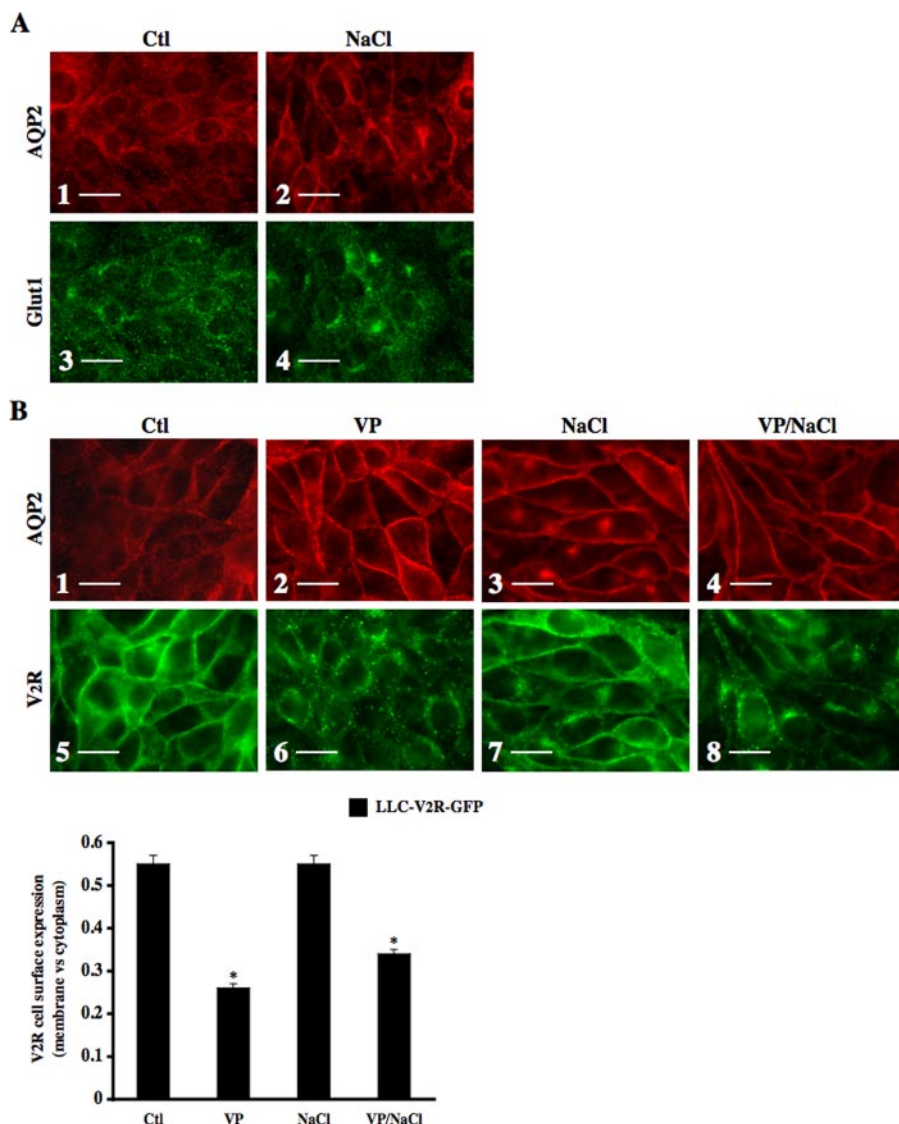 A
Ctl NaCl
AQP2
1 2
Glut1
3 4
B
Ctl VP NaCl VP/NaCl
AQP2
1 2 3 4
V2R
5 6 7 8
LLC-V2R-GFP
V2R cell surface expression
(membrane vs cytoplasm)
0.6
0.5
0.4
0.3
0.2
0.1
0
* *
Ctl VP NaCl VP/NaCl